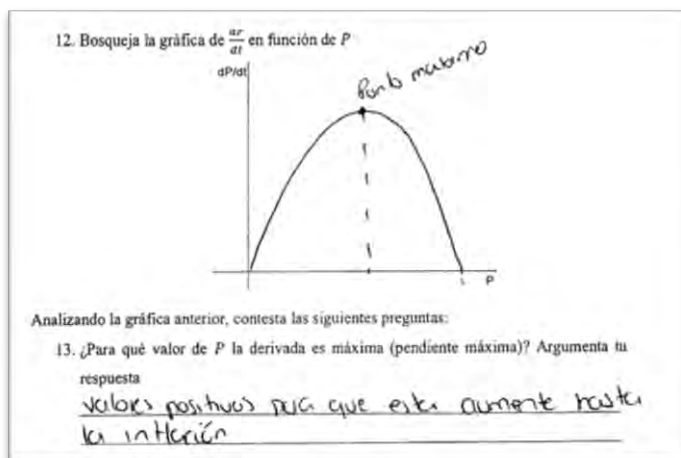 12. Bosqueja la gráfica de dP/dt en función de P
dP/dt
Punto maximo
1
P
Analizando la gráfica anterior, contesta las siguientes preguntas:
13. ¿Para qué valor de P la derivada es máxima (pendiente máxima)? Argumenta tu
respuesta
valores positivos para que esta aumente hasta
la inflexión